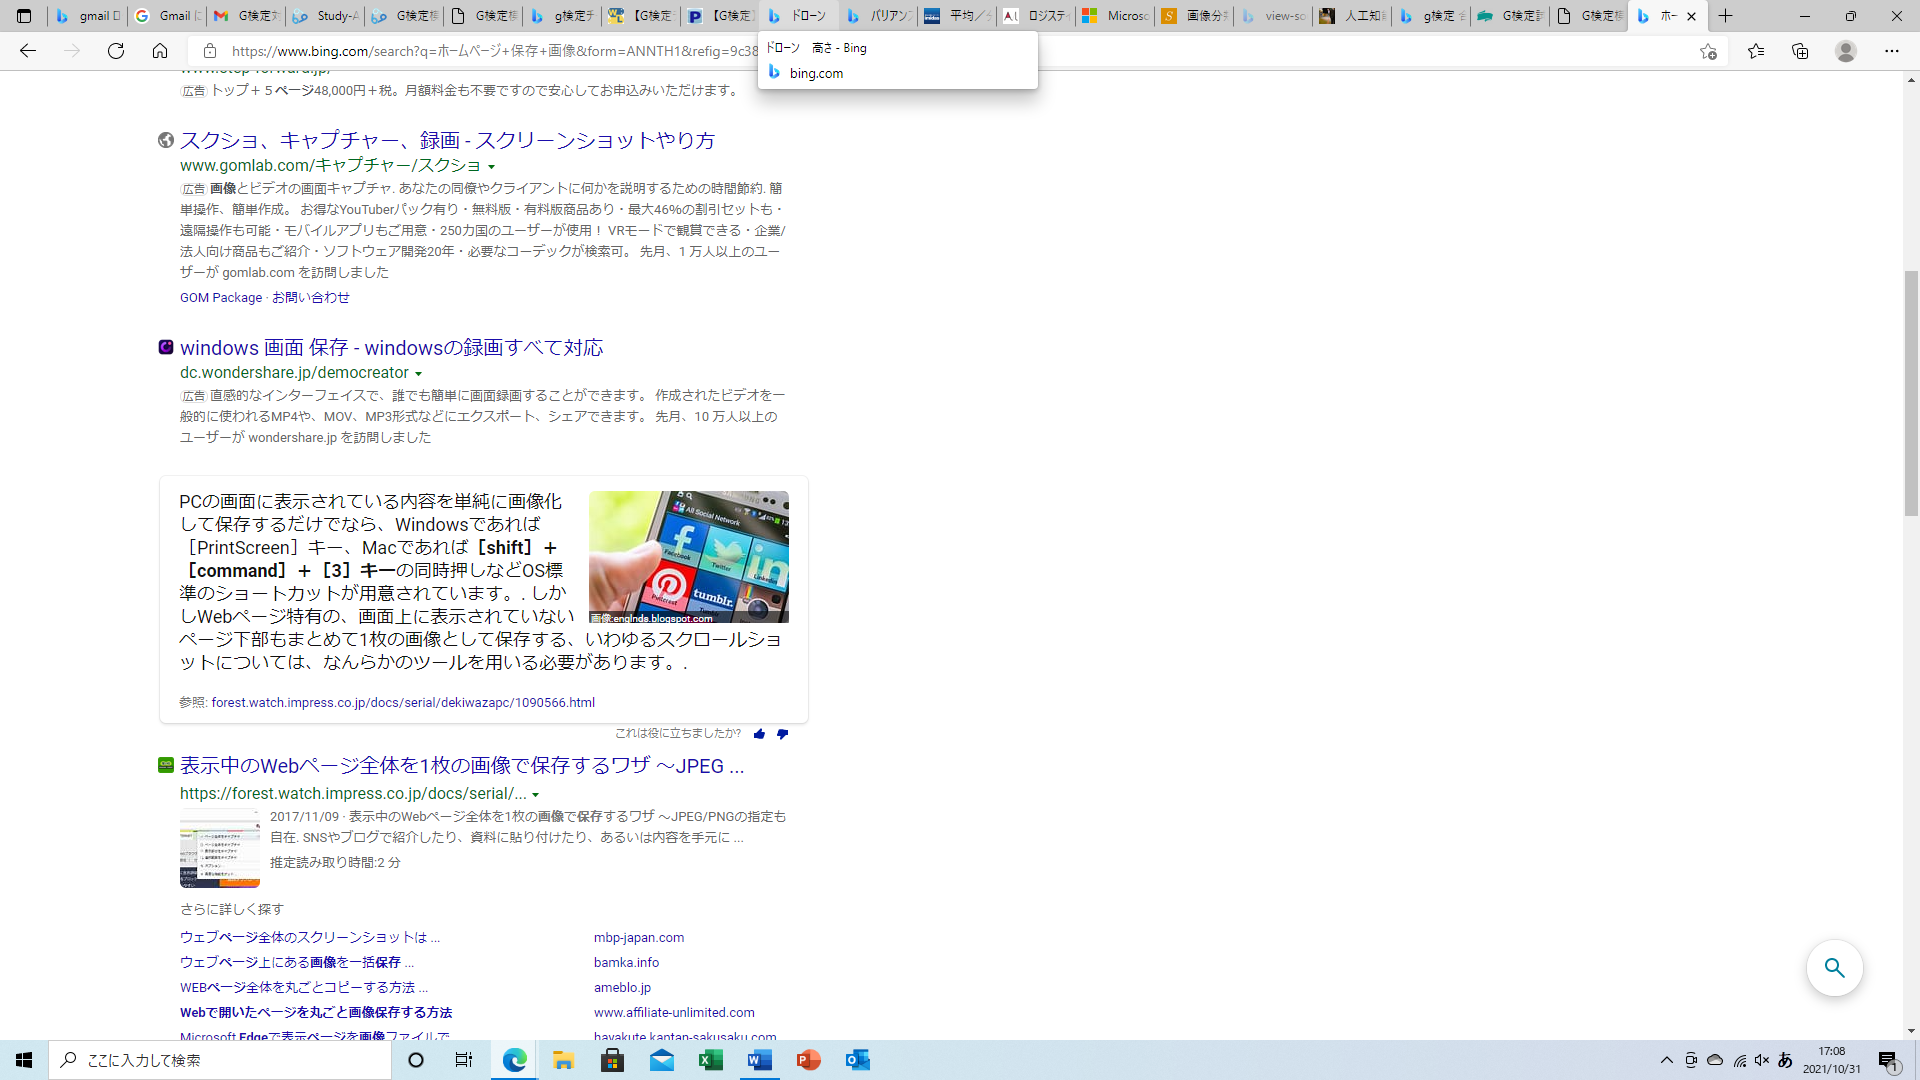 gmail D
Gmail に
G検定対
Study-A
G検定模
G検定模
g検定チ
【G検定
【G検定】
ドローン
バリアン
平均／分
ロジスティ
Microso
画像分類
view-so
人工知能
g検定 合
G検定試
G検定模
ホー
https://www.bing.com/search?q=ホームページ+保存+画像&form=ANNTH1&refig=9c38
ドローン　高さ - Bing
bing.com
www.step-forward.jp/
広告 トップ＋５ページ48,000円＋税。月額料金も不要ですので安心してお申込みいただけます。
スクショ、キャプチャー、録画 - スクリーンショットやり方
www.gomlab.com/キャプチャー/スクショ
広告 画像とビデオの画面キャプチャ. あなたの同僚やクライアントに何かを説明するための時間節約. 簡
単操作、簡単作成。 お得なYouTuberパック有り・無料版・有料版商品あり・最大46%の割引セットも・
遠隔操作も可能・モバイルアプリもご用意・250カ国のユーザーが使用！ VRモードで観賞できる・企業/
法人向け商品もご紹介・ソフトウェア開発20年・必要なコーデックが検索可。 先月、1 万人以上のユー
ザーが gomlab.com を訪問しました
GOM Package · お問い合わせ
windows 画面 保存 - windowsの録画すべて対応
dc.wondershare.jp/democreator
広告 直感的なインターフェイスで、誰でも簡単に画面録画することができます。 作成されたビデオを一
般的に使われるMP4や、MOV、MP3形式などにエクスポート、シェアできます。 先月、10 万人以上の
ユーザーが wondershare.jp を訪問しました
PCの画面に表示されている内容を単純に画像化
して保存するだけでなら、Windowsであれば
［PrintScreen］キー、Macであれば［shift］＋
［command］＋［3］キーの同時押しなどOS標
準のショートカットが用意されています。. しか
しWebページ特有の、画面上に表示されていない
ページ下部もまとめて1枚の画像として保存する、いわゆるスクロールショ
ットについては、なんらかのツールを用いる必要があります。.
All Social Network
Facebook
Twitter
LinkedIn
Pinterest
tumblr.
Tumblr
画像:englnds.blogspot.com
参照: forest.watch.impress.co.jp/docs/serial/dekiwazapc/1090566.html
これは役に立ちましたか?
表示中のWebページ全体を1枚の画像で保存するワザ ～JPEG ...
https://forest.watch.impress.co.jp/docs/serial/...
2017/11/09 · 表示中のWebページ全体を1枚の画像で保存するワザ ～JPEG/PNGの指定も
自在. SNSやブログで紹介したり、資料に貼り付けたり、あるいは内容を手元に ...
推定読み取り時間:2 分
さらに詳しく探す
ウェブページ全体のスクリーンショットは ...
mbp-japan.com
ウェブページ上にある画像を一括保存 ...
bamka.info
WEBページ全体を丸ごとコピーする方法 ...
ameblo.jp
Webで開いたページを丸ごと画像保存する方法
www.affiliate-unlimited.com
Microsoft Edgeで表示ページを画像ファイルで
hayakute.kantan-sakusaku.com
ここに入力して検索
あ
17:08
2021/10/31
1